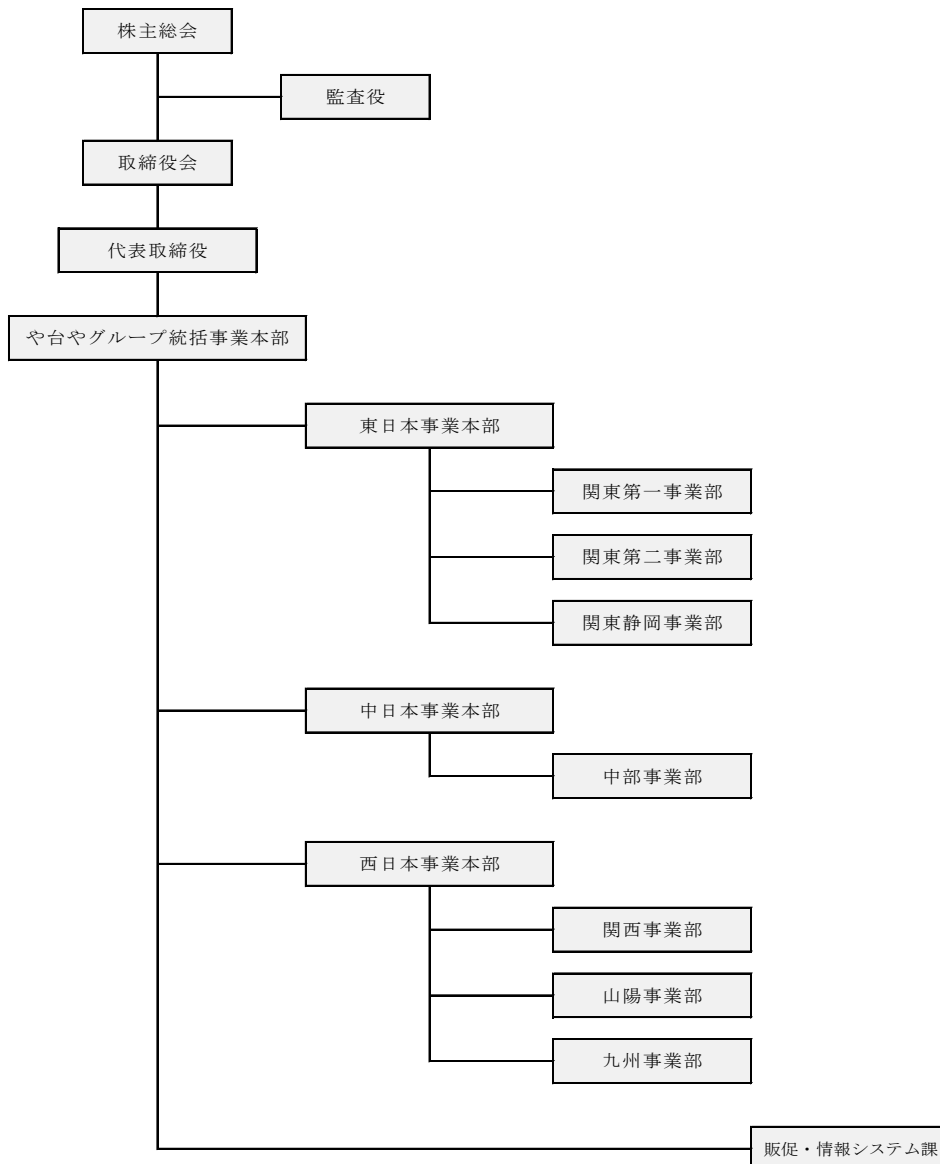 株主総会
監査役
取締役会
代表取締役
や台やグループ統括事業本部
東日本事業本部
関東第一事業部
関東第二事業部
関東静岡事業部
中日本事業本部
中部事業部
西日本事業本部
関西事業部
山陽事業部
九州事業部
販促・情報システム課